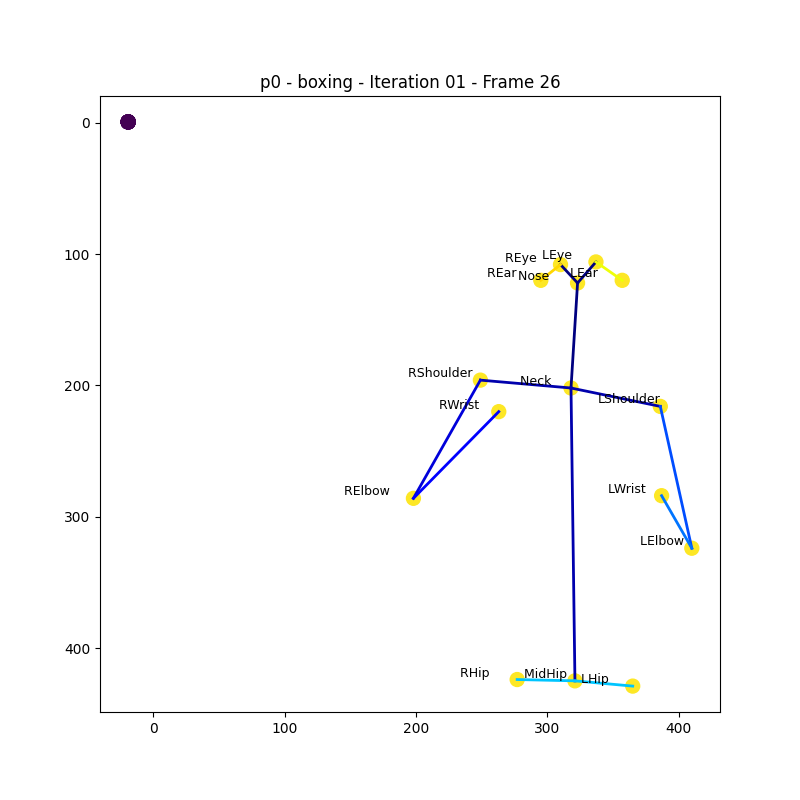 p0 - boxing - Iteration 01 - Frame 26
0
100
200
300
400
REye LEye
REar Nose LEar
RShoulder Neck LShoulder
RWrist
RElbow LWrist
LElbow
RHip MidHip LHip
0 100 200 300 400